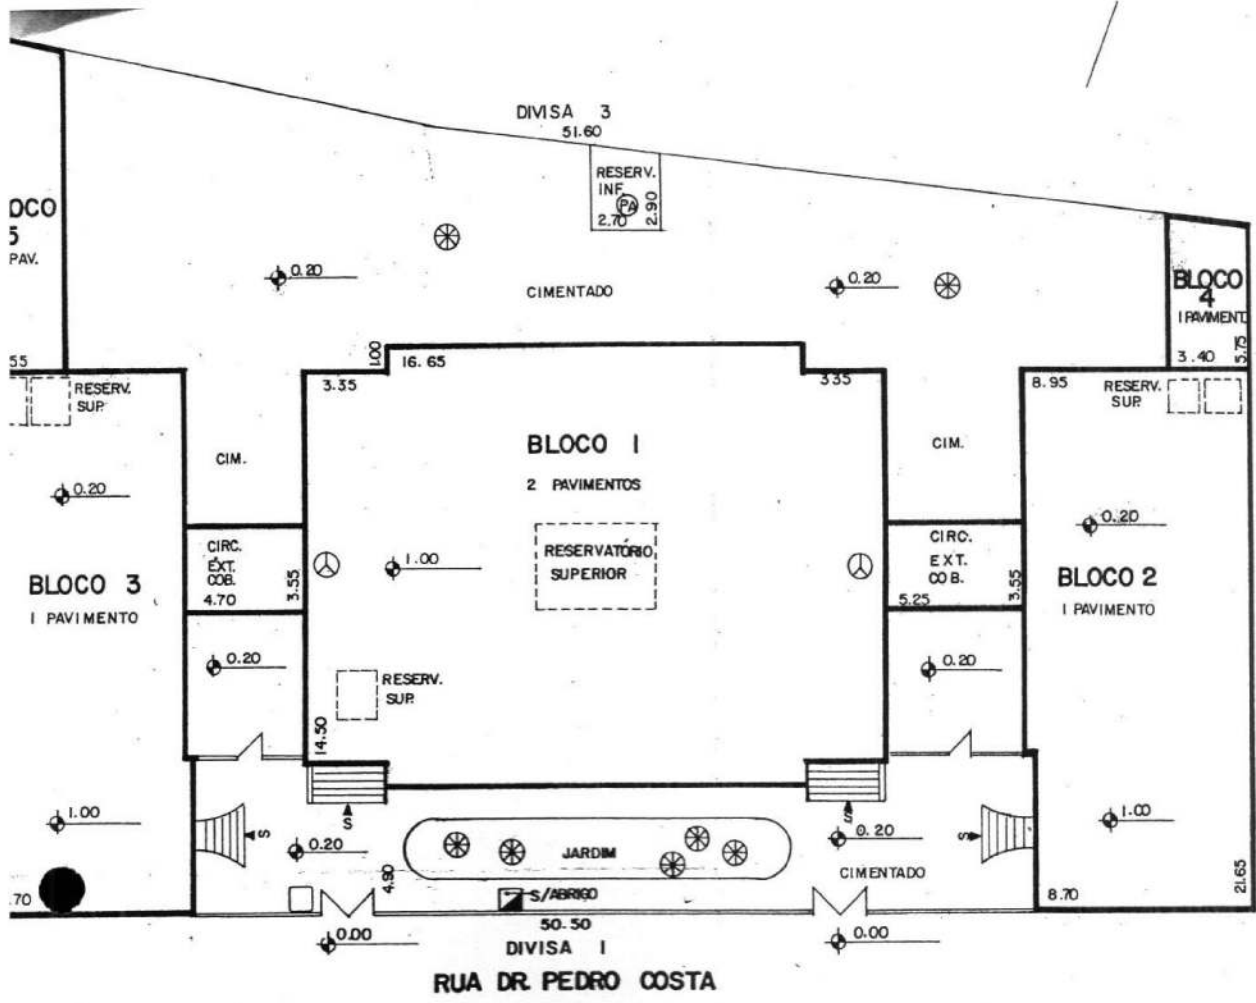 DIVISA 3
51.60
RESERV.
INF.
PA
2.70
2.90
OCO
5
PAV.
0.20
CIMENTADO
0.20
BLOCO
4
1 PAVIMENT.
5.75
3.40
55
RESERV.
SUP.
3.35
1.00
16.65
335
8.95
RESERV.
SUP.
CIM.
BLOCO 1
2 PAVIMENTOS
CIM.
0.20
0.20
CIRC.
EXT.
COB.
4.70
3.55
1.00
RESERVATÓRIO
SUPERIOR
CIRC.
EXT.
COB.
5.25
3.55
BLOCO 3
1 PAVIMENTO
BLOCO 2
1 PAVIMENTO
0.20
RESERV.
SUP.
0.20
14.50
1.00
S
S
0.20
4.90
JARDIM
S
0.20
S
1.00
CIMENTADO
.70
S/ABRIGO
8.70
21.65
0.00
50.50
0.00
DIVISA 1
RUA DR. PEDRO COSTA